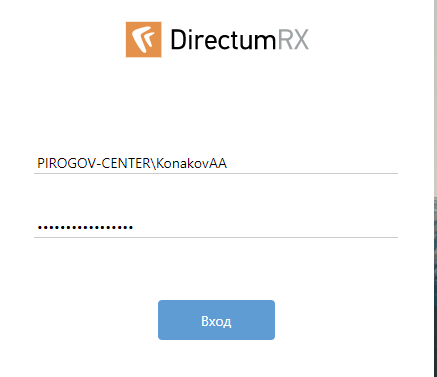 DirectumRX
PIROGOV-CENTER\KonakovAA
•••••••••••••••••
Вход